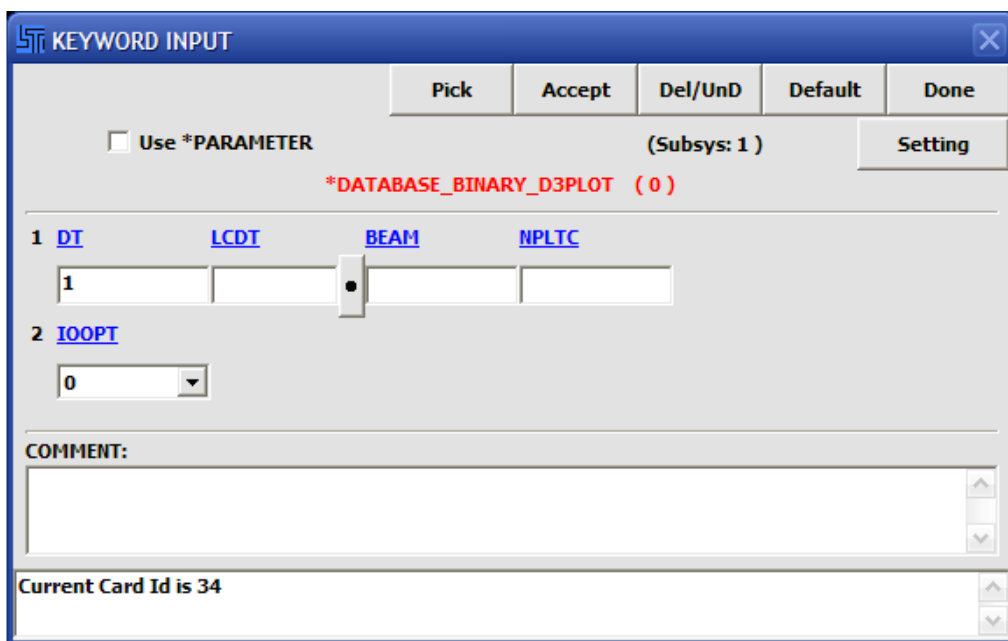 KEYWORD INPUT
Pick Accept Del/UnD Default Done
Use *PARAMETER (Subsys: 1 ) Setting
*DATABASE_BINARY_D3PLOT ( 0 )
1 DT LCDT BEAM NPLTC
1
2 IOOPT
0
COMMENT:
Current Card Id is 34